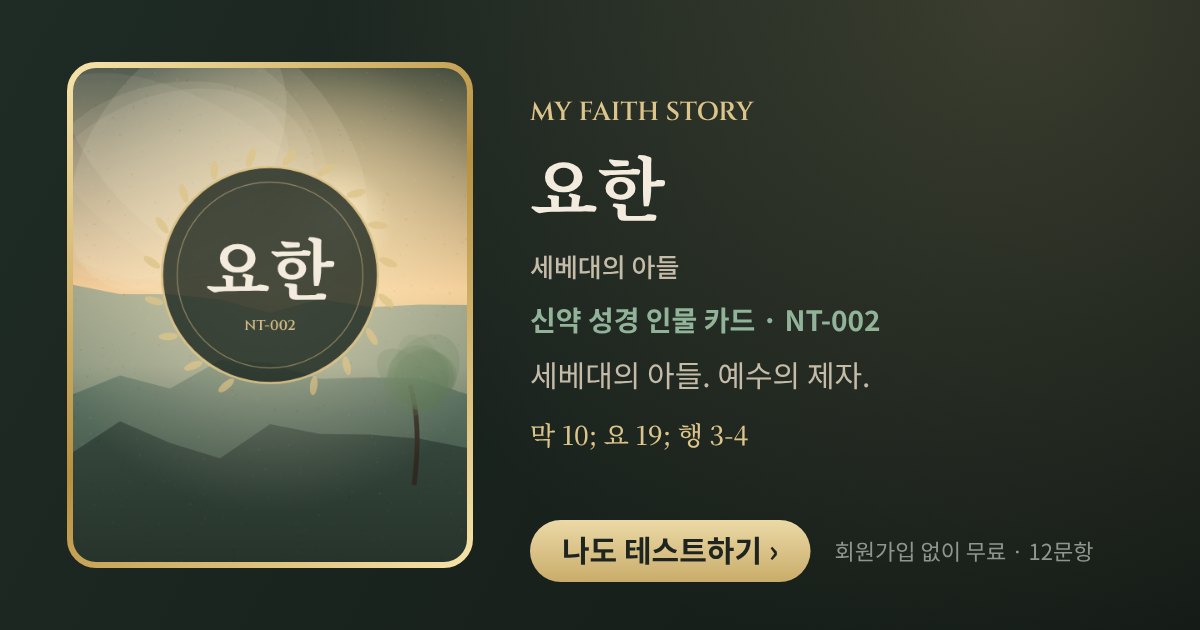 요한
NT-002
MY FAITH STORY
요한
세베대의 아들
신약 성경 인물 카드 · NT-002
세베대의 아들. 예수의 제자.
막 10; 요 19; 행 3-4
나도 테스트하기 ›
회원가입 없이 무료 · 12문항